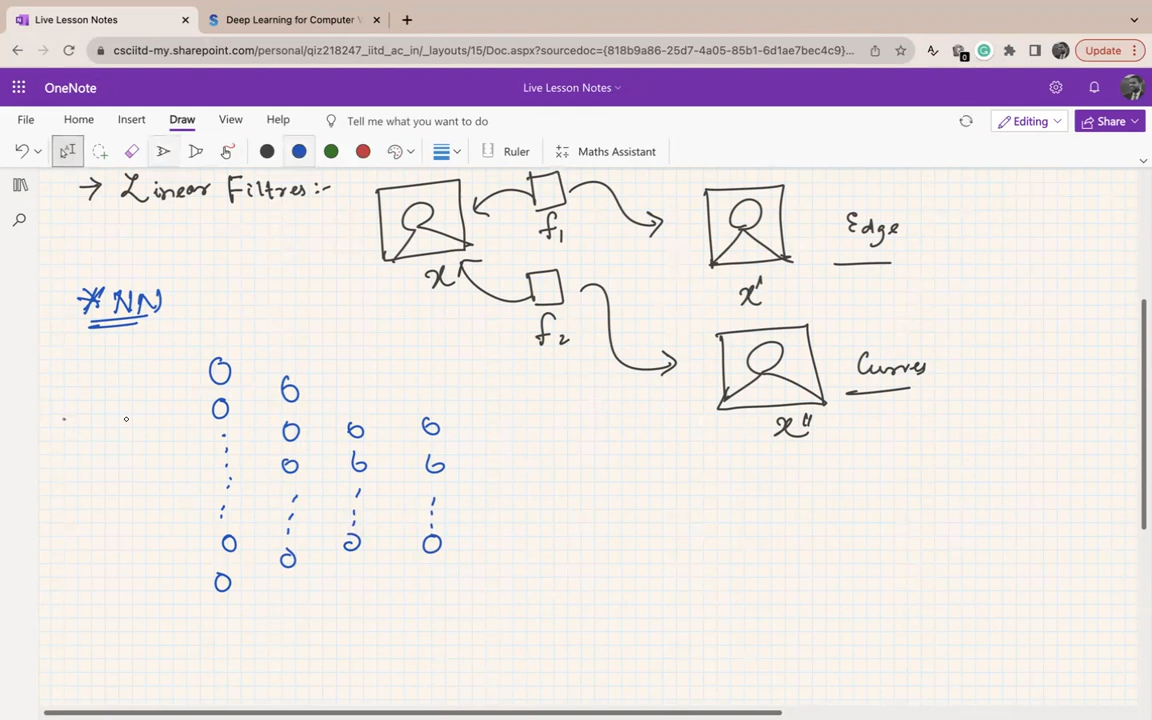 Live Lesson Notes
Deep Learning for Computer V
csciitd-my.sharepoint.com/personal/qiz218247_iitd_ac_in/_layouts/15/Doc.aspx?sourcedoc={818b9a86-25d7-4a05-85b1-6d1ae7bec4c9}...
0
Update
OneNote
Live Lesson Notes
File
Home
Insert
Draw
View
Help
Tell me what you want to do
Editing
Share
Ruler
Maths Assistant
→ Linear Filtres:-
f1
x
x'
Edge
f2
x"
Curves
* NN